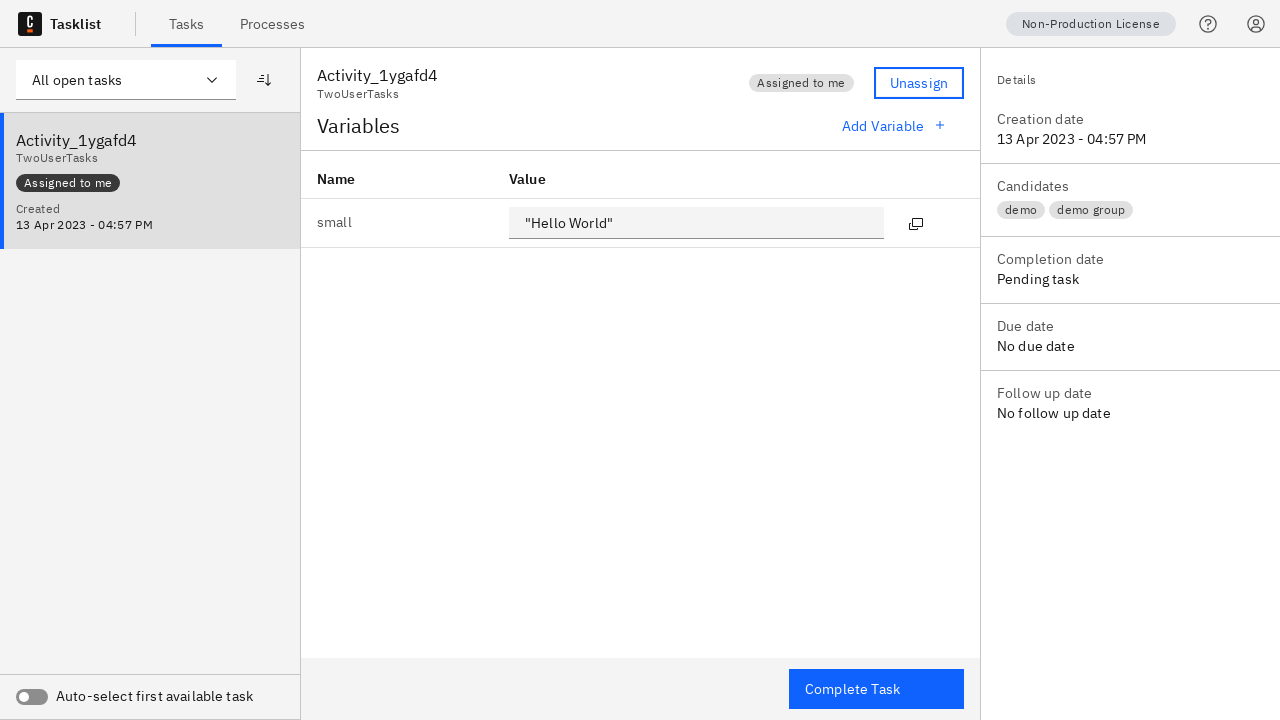 Tasklist
Tasks
Processes
Non-Production License
All open tasks
Activity_1ygafd4
TwoUserTasks
Assigned to me
Created
13 Apr 2023 - 04:57 PM
Auto-select first available task
Activity_1ygafd4
TwoUserTasks
Assigned to me
Unassign
Variables
Add Variable
Name
Value
small
"Hello World"
Complete Task
Details
Creation date
13 Apr 2023 - 04:57 PM
Candidates
demo
demo group
Completion date
Pending task
Due date
No due date
Follow up date
No follow up date